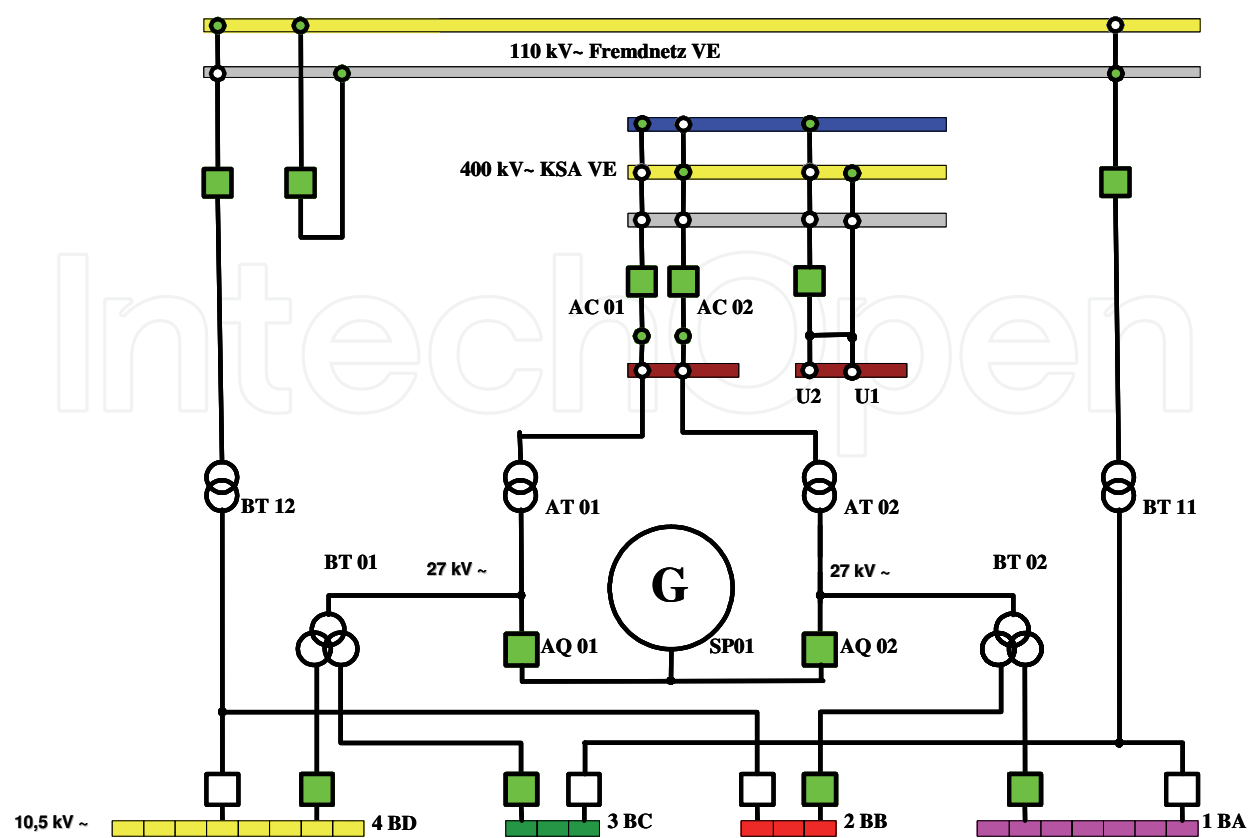 110 kV~ Fremdnetz VE
400 kV~ KSA VE
AC 01
AC 02
U2
U1
BT 12
AT 01
AT 02
BT 11
BT 01
27 kV ~
G
27 kV ~
BT 02
AQ 01
SP01
AQ 02
10,5 kV ~
4 BD
3 BC
2 BB
1 BA
IntechOpen